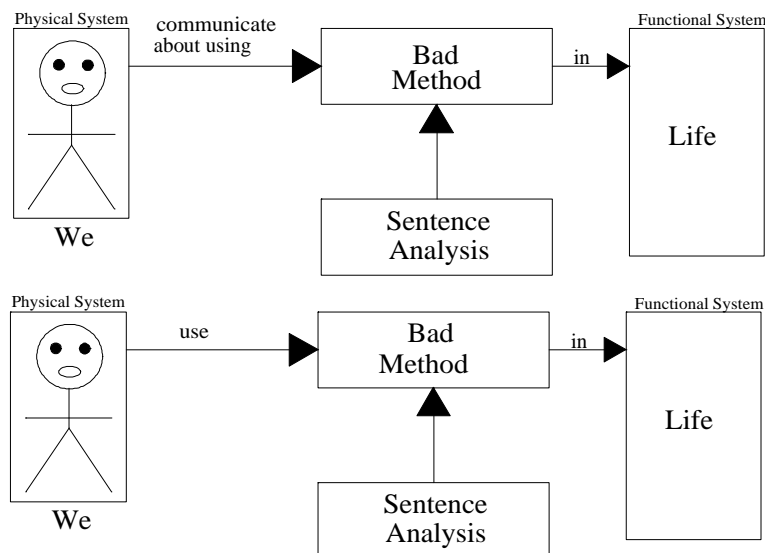 Physical System
communicate
about using
Bad
Method
in
Functional System
Life
We
Sentence
Analysis
Physical System
use
Bad
Method
in
Functional System
Life
We
Sentence
Analysis